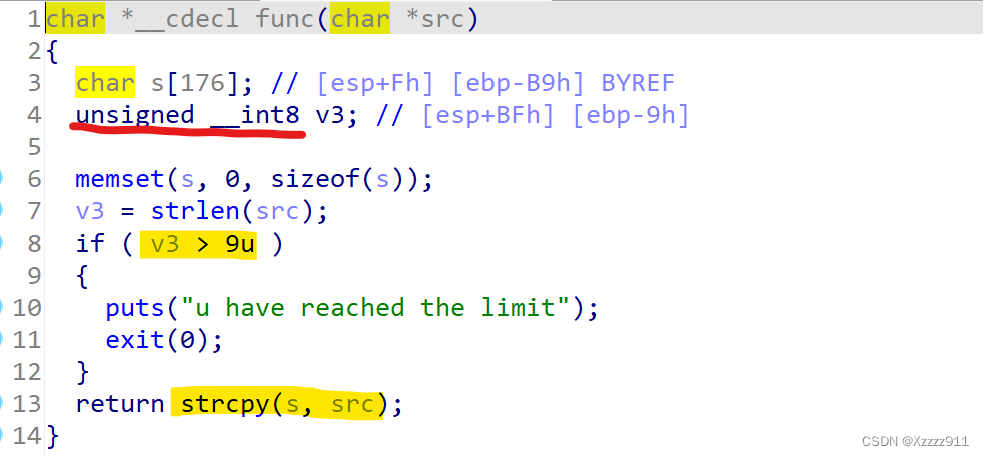 1 char *__cdecl func(char *src)
2 {
3   char s[176]; // [esp+Fh] [ebp-B9h] BYREF
4   unsigned __int8 v3; // [esp+BFh] [ebp-9h]
5
6   memset(s, 0, sizeof(s));
7   v3 = strlen(src);
8   if ( v3 > 9u )
9   {
10     puts("u have reached the limit");
11     exit(0);
12   }
13   return strcpy(s, src);
14 }
CSDN @Xzzzz911